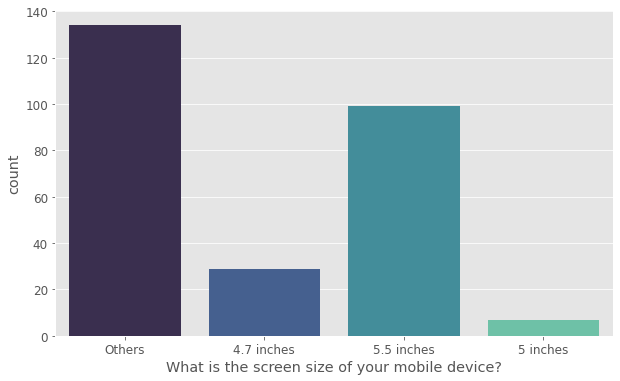 140
120
100
80
60
40
20
0
count
Others 4.7 inches 5.5 inches 5 inches
What is the screen size of your mobile device?